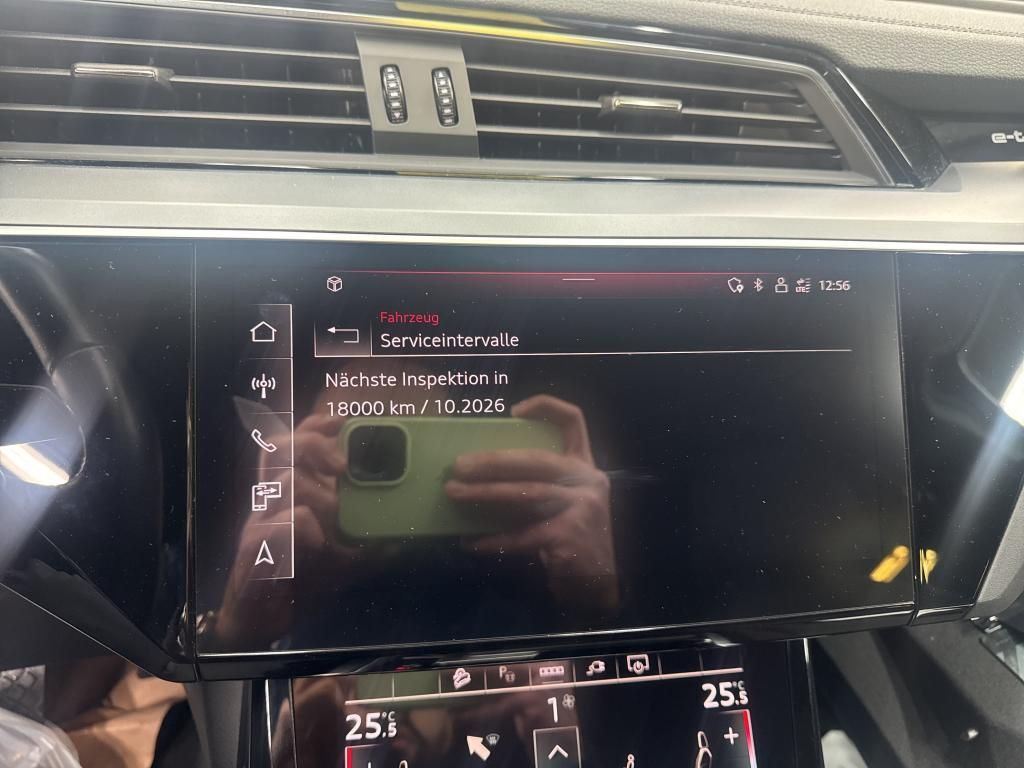 e-t
12:56
Fahrzeug
Serviceintervalle
Nächste Inspektion in
18000 km / 10.2026
25.5 °C
1
25.5 °C
+